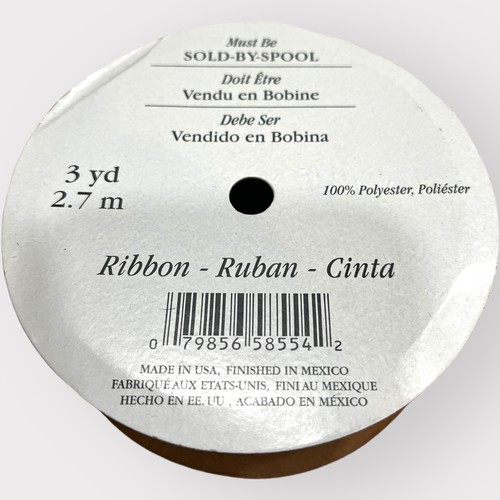 Must Be
SOLD-BY-SPOOL
Doit Être
Vendu en Bobine
Debe Ser
Vendido en Bobina
3 yd
2.7 m
100% Polyester, Poliéster
Ribbon - Ruban - Cinta
0 79856 58554 2
MADE IN USA, FINISHED IN MEXICO
FABRIQUÉ AUX ETATS-UNIS, FINI AU MEXIQUE
HECHO EN EE. UU., ACABADO EN MÉXICO